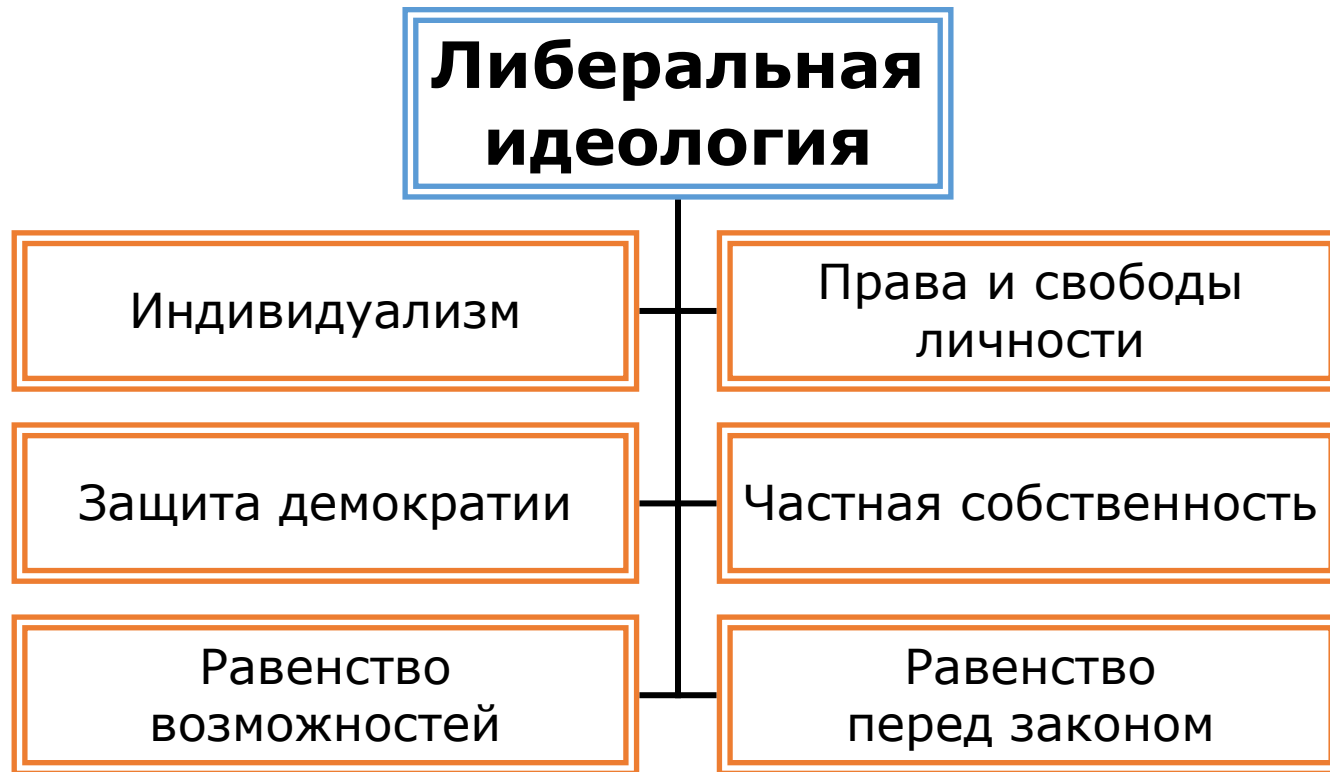 Либеральная
идеология
Индивидуализм
Права и свободы
личности
Защита демократии
Частная собственность
Равенство
возможностей
Равенство
перед законом